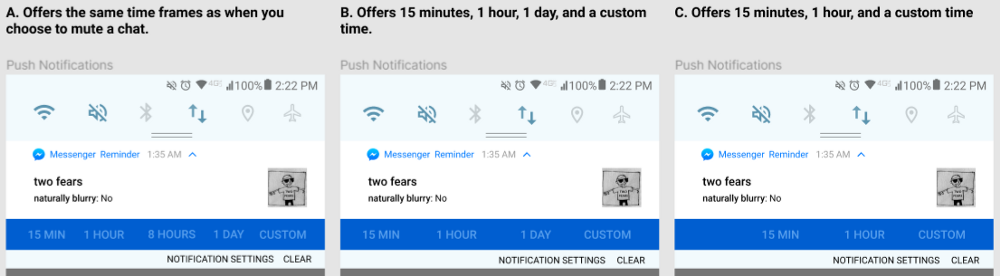 A. Offers the same time frames as when you
choose to mute a chat.
Push Notifications
4G 100% 2:22 PM
Messenger Reminder 1:35 AM
two fears
naturally blurry: No
15 MIN 1 HOUR 8 HOURS 1 DAY CUSTOM
NOTIFICATION SETTINGS CLEAR
B. Offers 15 minutes, 1 hour, 1 day, and a custom
time.
Push Notifications
4G 100% 2:22 PM
Messenger Reminder 1:35 AM
two fears
naturally blurry: No
15 MIN 1 HOUR 1 DAY CUSTOM
NOTIFICATION SETTINGS CLEAR
C. Offers 15 minutes, 1 hour, and a custom time
Push Notifications
4G 100% 2:22 PM
Messenger Reminder 1:35 AM
two fears
naturally blurry: No
15 MIN 1 HOUR CUSTOM
NOTIFICATION SETTINGS CLEAR